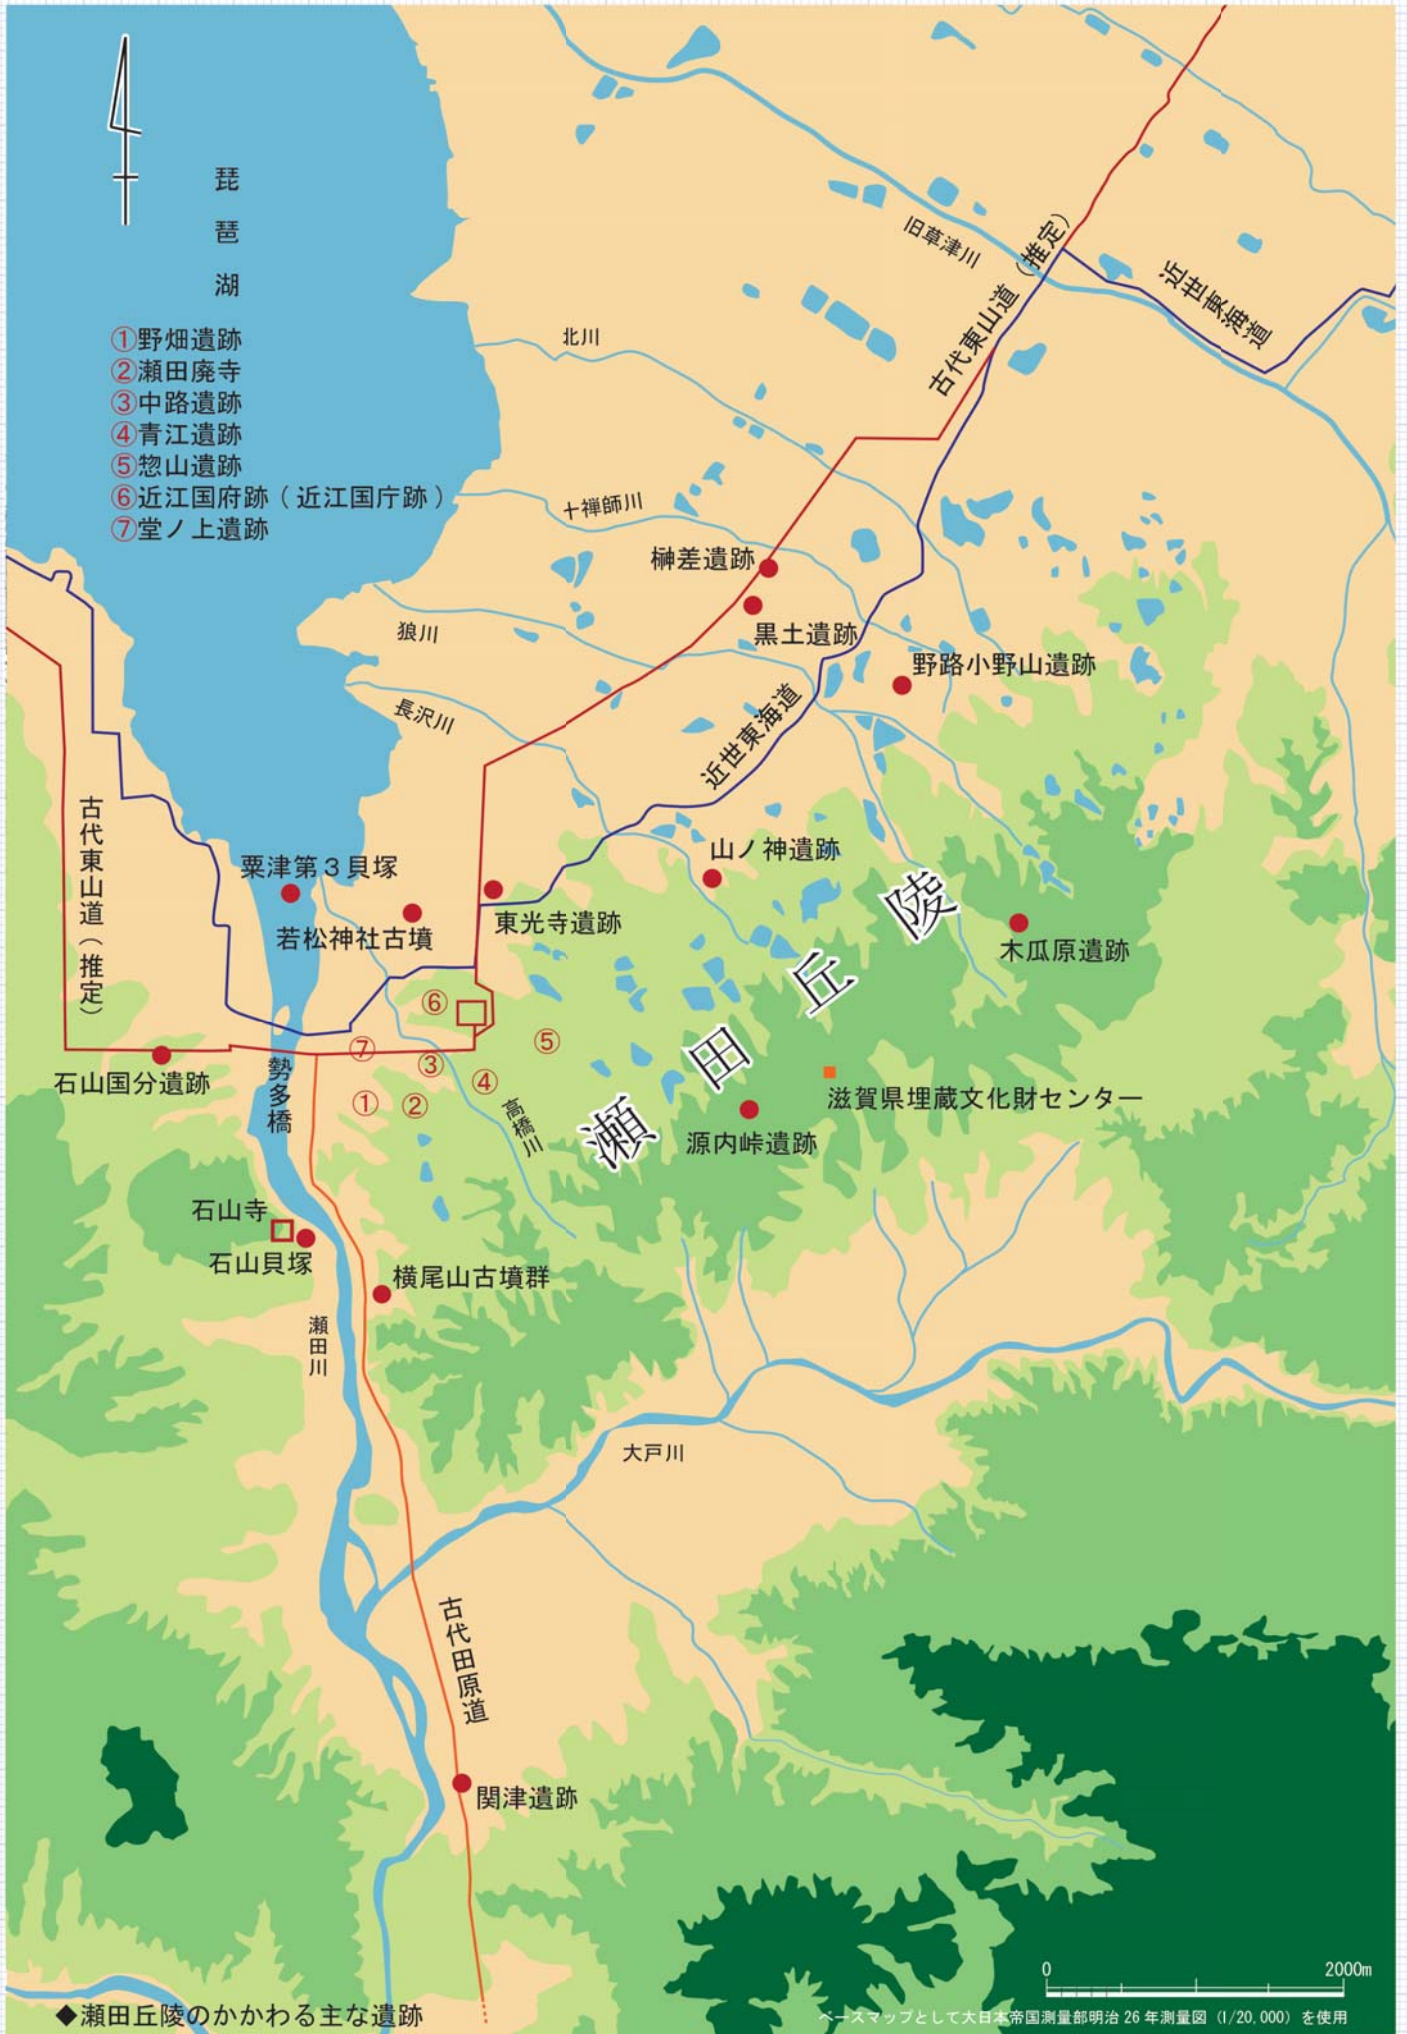 琵琶湖
①野畑遺跡
②瀬田廃寺
③中路遺跡
④青江遺跡
⑤惣山遺跡
⑥近江国府跡（近江国庁跡）
⑦堂ノ上遺跡
旧草津川
古代東山道（推定）
近世東海道
北川
十禅師川
榊差遺跡
黒土遺跡
狼川
野路小野山遺跡
長沢川
近世東海道
古代東山道（推定）
粟津第３貝塚
若松神社古墳
東光寺遺跡
山ノ神遺跡
木瓜原遺跡
瀬田丘陵
⑥
⑤
⑦
③
④
①
②
石山国分遺跡
勢多橋
高橋川
滋賀県埋蔵文化財センター
源内峠遺跡
石山寺
石山貝塚
横尾山古墳群
瀬田川
大戸川
古代田原道
関津遺跡
0 2000m
◆瀬田丘陵のかかわる主な遺跡
ベースマップとして大日本帝国測量部明治26年測量図（1/20,000）を使用